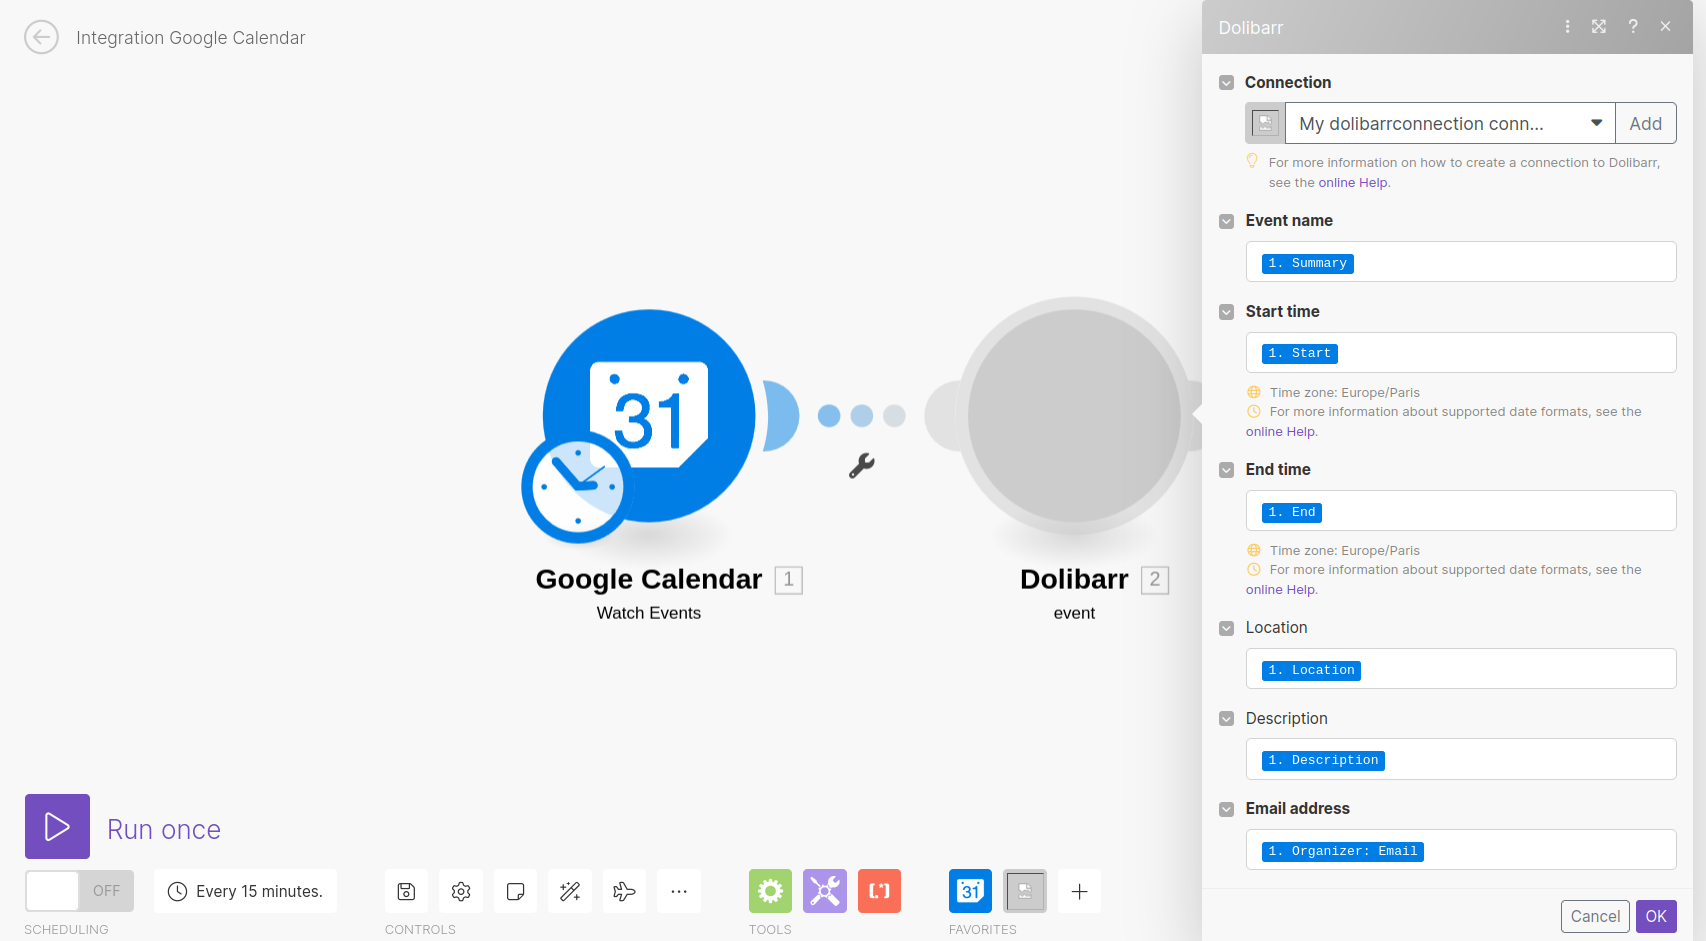 Integration Google Calendar
31
Google Calendar 1
Watch Events
Dolibarr 2
event
Run once
OFF
Every 15 minutes.
SCHEDULING
CONTROLS
[.*]
TOOLS
31
FAVORITES
Dolibarr
?
Connection
My dolibarrconnection conn...
Add
For more information on how to create a connection to Dolibarr,
see the online Help.
Event name
1. Summary
Start time
1. Start
Time zone: Europe/Paris
For more information about supported date formats, see the
online Help.
End time
1. End
Time zone: Europe/Paris
For more information about supported date formats, see the
online Help.
Location
1. Location
Description
1. Description
Email address
1. Organizer: Email
Cancel
OK